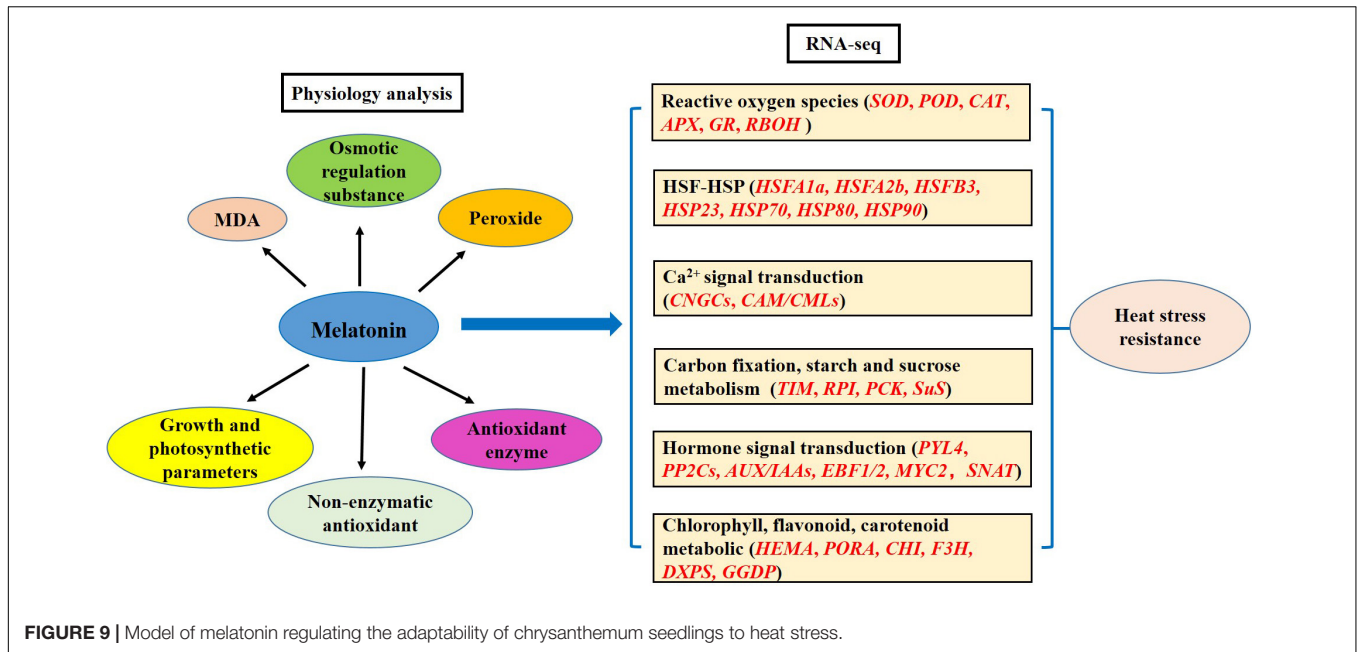 RNA-seq
Physiology analysis
Osmotic
regulation
substance
MDA
Peroxide
Melatonin
Growth and
photosynthetic
parameters
Non-enzymatic
antioxidant
Antioxidant
enzyme
Reactive oxygen species (SOD, POD, CAT,
APX, GR, RBOH )
HSF-HSP (HSFA1a, HSFA2b, HSFB3,
HSP23, HSP70, HSP80, HSP90)
Ca²⁺ signal transduction
(CNGCs, CAM/CMLs)
Carbon fixation, starch and sucrose
metabolism (TIM, RPI, PCK, SuS)
Hormone signal transduction (PYL4,
PP2Cs, AUX/IAAs, EBF1/2, MYC2，SNAT)
Chlorophyll, flavonoid, carotenoid
metabolic (HEMA, PORA, CHI, F3H,
DXPS, GGDP)
Heat stress
resistance
FIGURE 9 | Model of melatonin regulating the adaptability of chrysanthemum seedlings to heat stress.